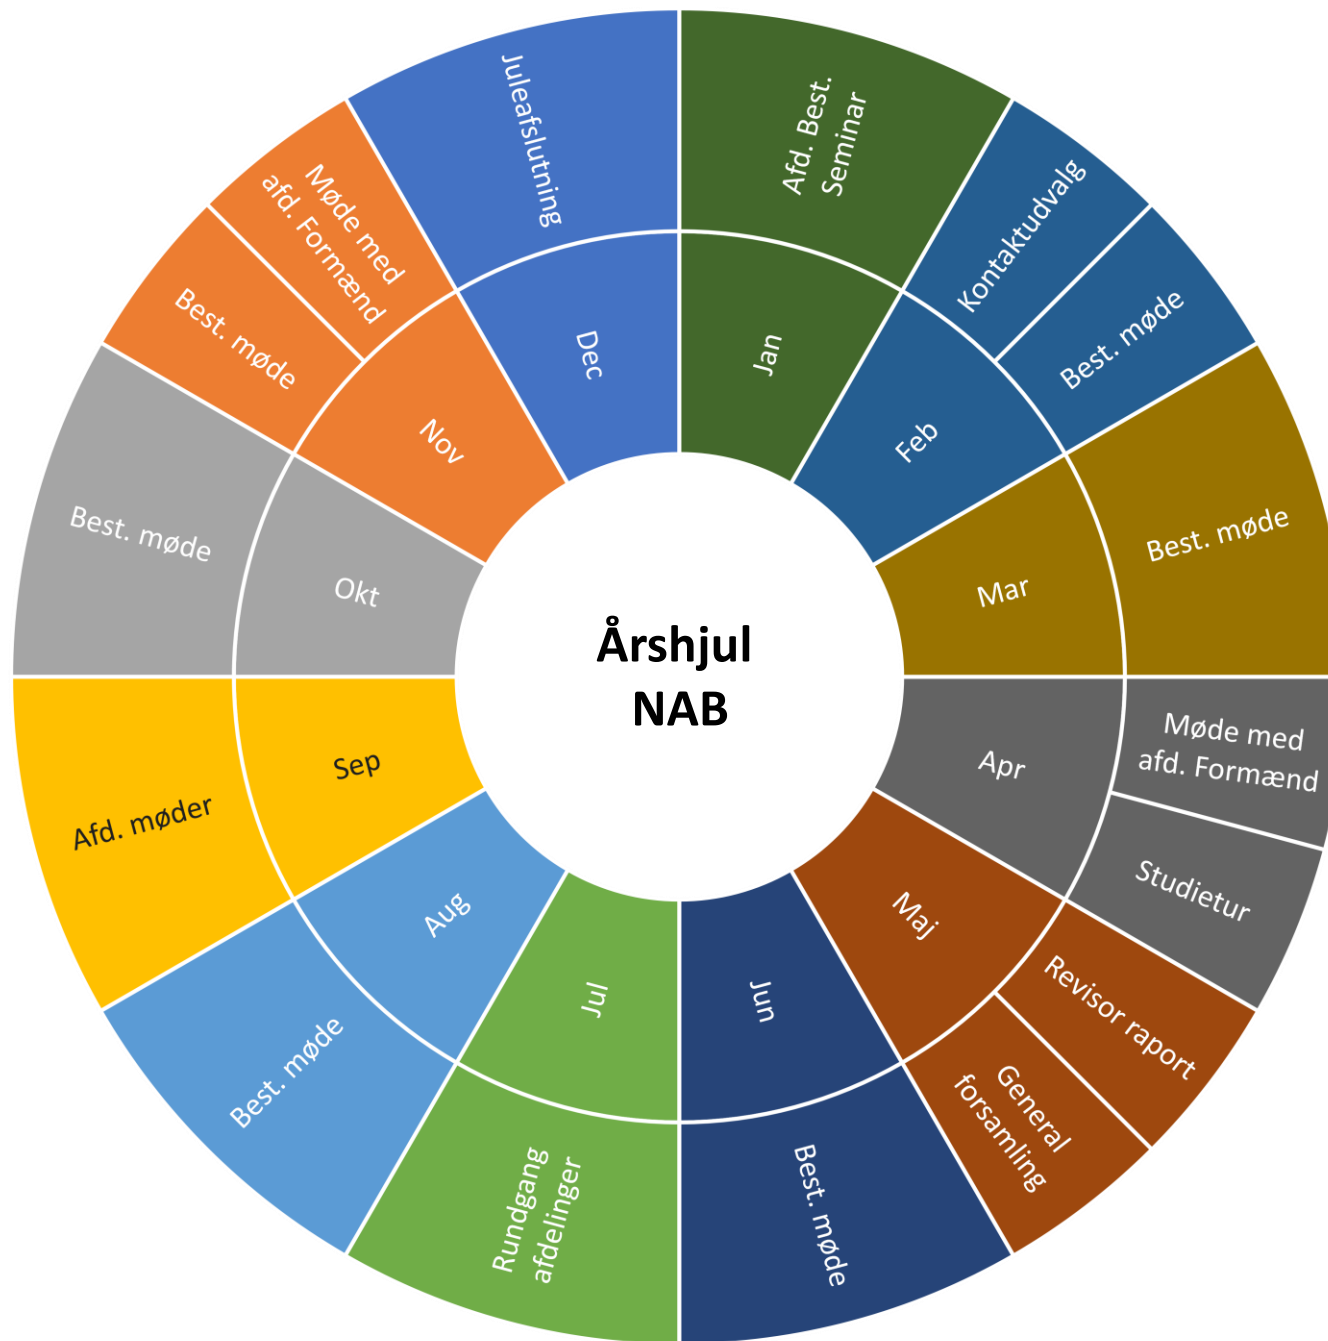 Årshjul
NAB
Jan
Afd. Best.
Seminar
Feb
Kontaktudvalg
Best. møde
Mar
Best. møde
Apr
Møde med
afd. Formænd
Studietur
Maj
Revisor raport
General
forsamling
Jun
Best. møde
Jul
Rundgang
afdelinger
Aug
Best. møde
Sep
Afd. møder
Okt
Best. møde
Nov
Best. møde
Møde med
afd. Formænd
Dec
Juleafslutning